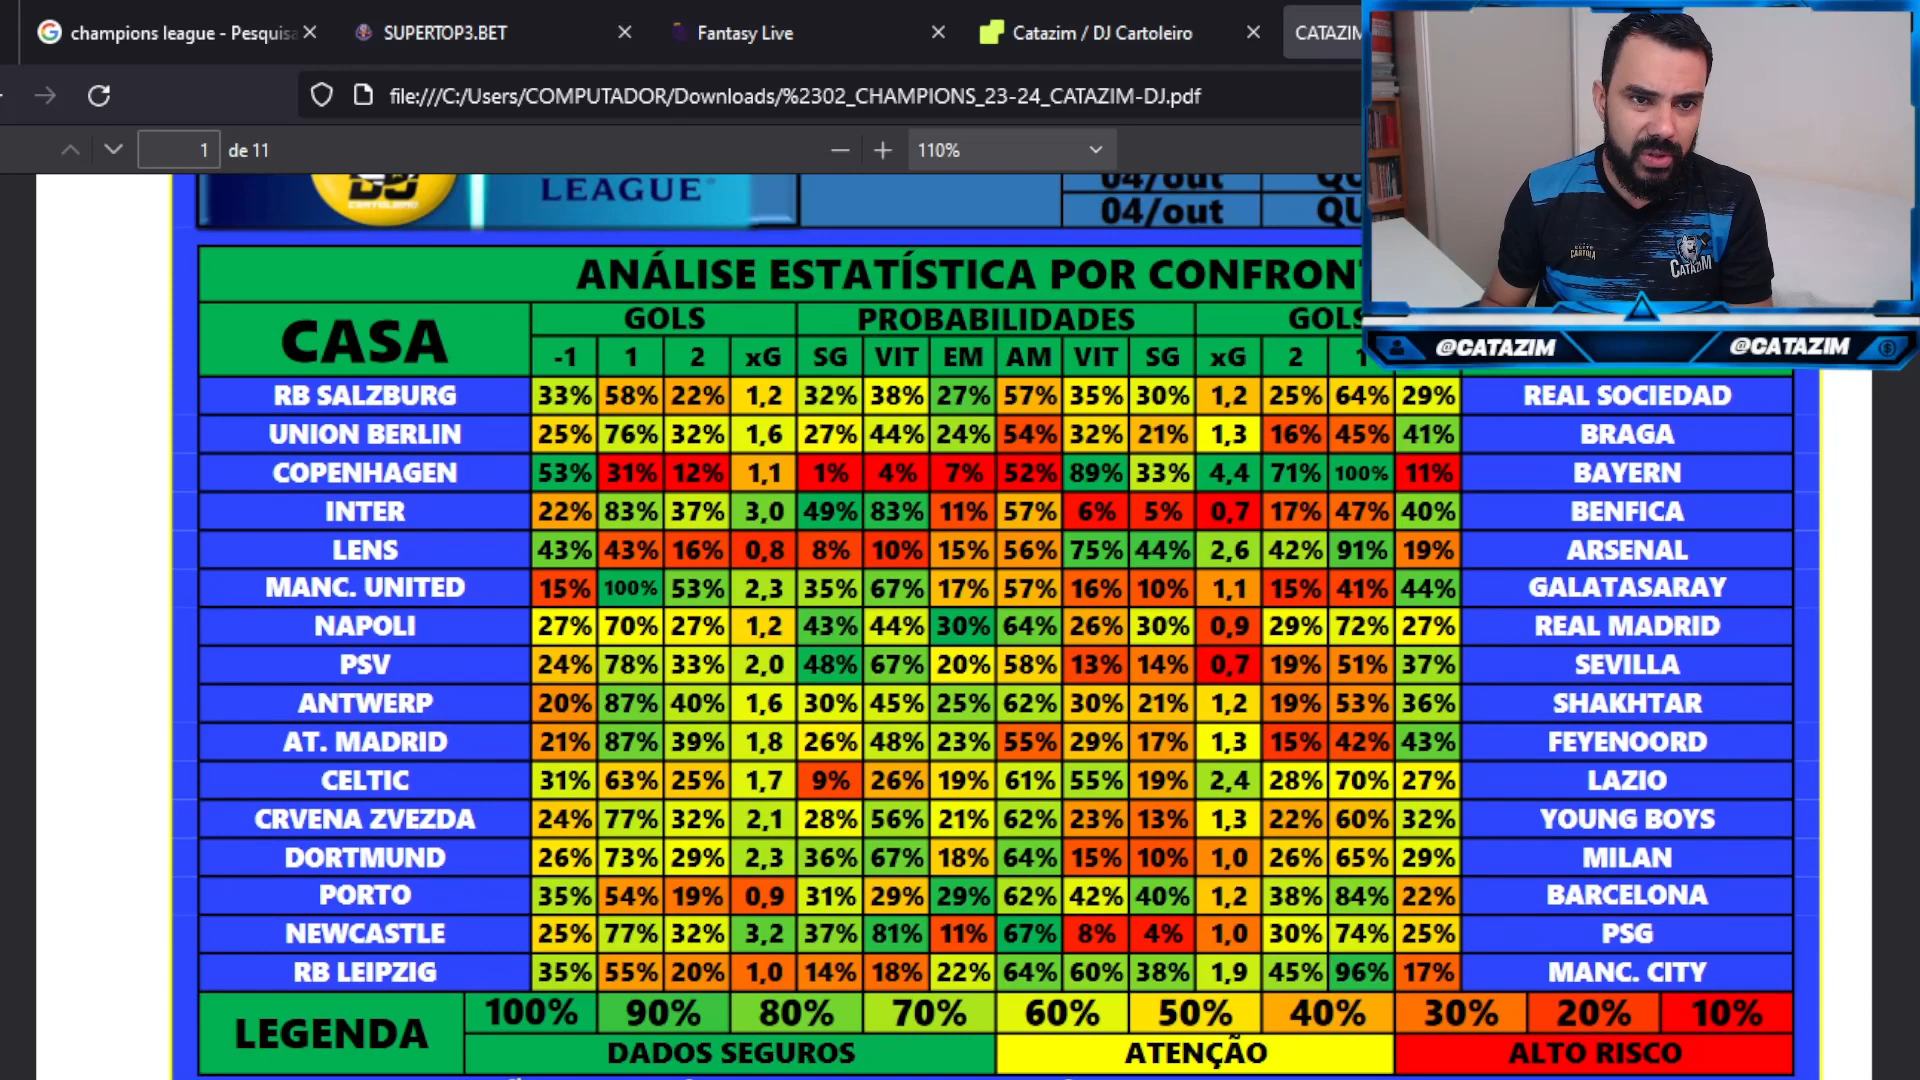 champions league - Pesquisa
SUPERTOP3.BET
Fantasy Live
Catazim / DJ Cartoleiro
CATAZIM
file:///C:/Users/COMPUTADOR/Downloads/%2302_CHAMPIONS_23-24_CATAZIM-DJ.pdf
1 de 11
110%
LEAGUE
04/out QU
04/out QU
ELITE CARTOLA
CATAZIM
@CATAZIM @CATAZIM
ANÁLISE ESTATÍSTICA POR CONFRON
CASA
GOLS PROBABILIDADES GOLS
-1 1 2 xG SG VIT EM AM VIT SG xG 2 1
RB SALZBURG 33% 58% 22% 1,2 32% 38% 27% 57% 35% 30% 1,2 25% 64% 29% REAL SOCIEDAD
UNION BERLIN 25% 76% 32% 1,6 27% 44% 24% 54% 32% 21% 1,3 16% 45% 41% BRAGA
COPENHAGEN 53% 31% 12% 1,1 1% 4% 7% 52% 89% 33% 4,4 71% 100% 11% BAYERN
INTER 22% 83% 37% 3,0 49% 83% 11% 57% 6% 5% 0,7 17% 47% 40% BENFICA
LENS 43% 43% 16% 0,8 8% 10% 15% 56% 75% 44% 2,6 42% 91% 19% ARSENAL
MANC. UNITED 15% 100% 53% 2,3 35% 67% 17% 57% 16% 10% 1,1 15% 41% 44% GALATASARAY
NAPOLI 27% 70% 27% 1,2 43% 44% 30% 64% 26% 30% 0,9 29% 72% 27% REAL MADRID
PSV 24% 78% 33% 2,0 48% 67% 20% 58% 13% 14% 0,7 19% 51% 37% SEVILLA
ANTWERP 20% 87% 40% 1,6 30% 45% 25% 62% 30% 21% 1,2 19% 53% 36% SHAKHTAR
AT. MADRID 21% 87% 39% 1,8 26% 48% 23% 55% 29% 17% 1,3 15% 42% 43% FEYENOORD
CELTIC 31% 63% 25% 1,7 9% 26% 19% 61% 55% 19% 2,4 28% 70% 27% LAZIO
CRVENA ZVEZDA 24% 77% 32% 2,1 28% 56% 21% 62% 23% 13% 1,3 22% 60% 32% YOUNG BOYS
DORTMUND 26% 73% 29% 2,3 36% 67% 18% 64% 15% 10% 1,0 26% 65% 29% MILAN
PORTO 35% 54% 19% 0,9 31% 29% 29% 62% 42% 40% 1,2 38% 84% 22% BARCELONA
NEWCASTLE 25% 77% 32% 3,2 37% 81% 11% 67% 8% 4% 1,0 30% 74% 25% PSG
RB LEIPZIG 35% 55% 20% 1,0 14% 18% 22% 64% 60% 38% 1,9 45% 96% 17% MANC. CITY
LEGENDA
100% 90% 80% 70% 60% 50% 40% 30% 20% 10%
DADOS SEGUROS ATENÇÃO ALTO RISCO